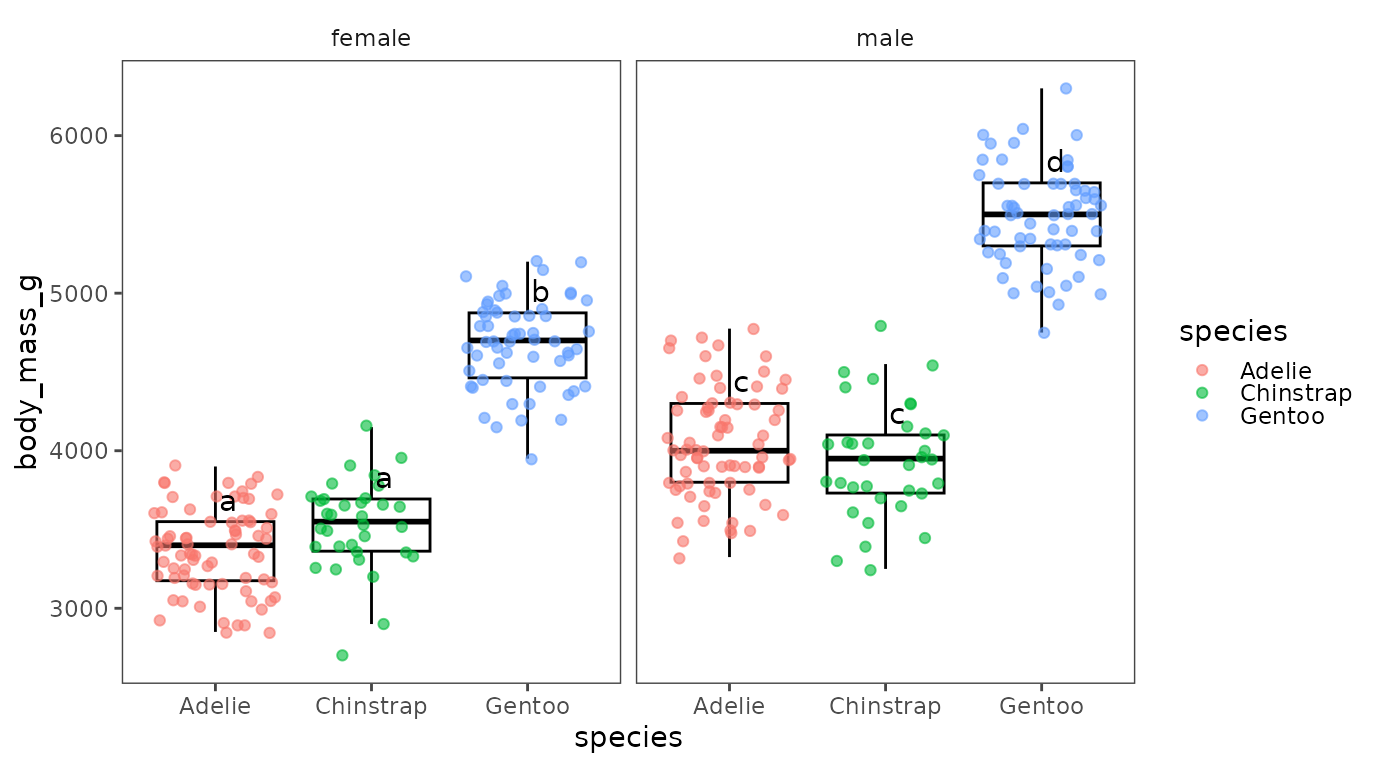 female male
6000
5000
4000
3000
body_mass_g
a
a
b
c
c
d
Adelie Chinstrap Gentoo Adelie Chinstrap Gentoo
species
species
Adelie
Chinstrap
Gentoo